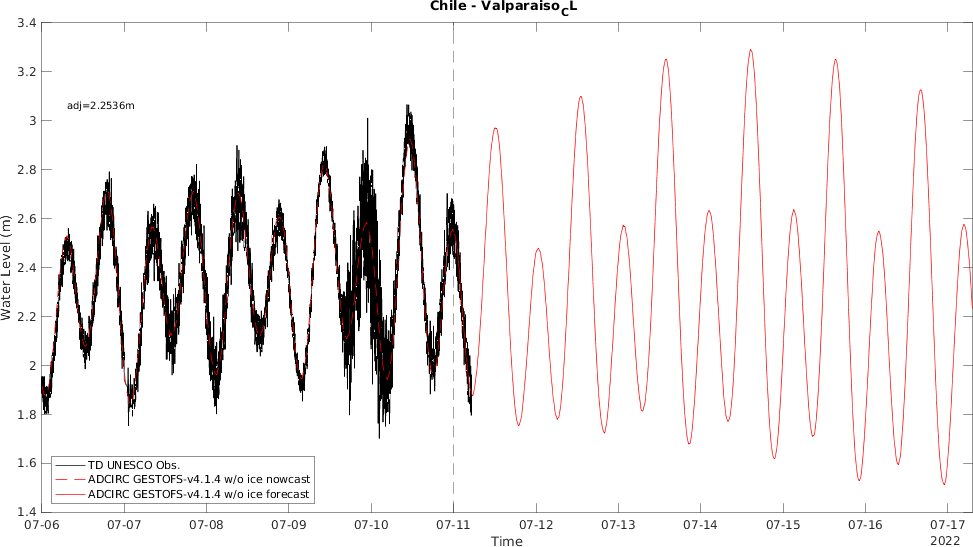 Chile - Valparaiso_CL
3.4
3.2
3
2.8
2.6
2.4
2.2
2
1.8
1.6
1.4
Water Level (m)
adj=2.2536m
TD UNESCO Obs.
ADCIRC GESTOFS-v4.1.4 w/o ice nowcast
ADCIRC GESTOFS-v4.1.4 w/o ice forecast
07-06 07-07 07-08 07-09 07-10 07-11 07-12 07-13 07-14 07-15 07-16 07-17
Time
2022